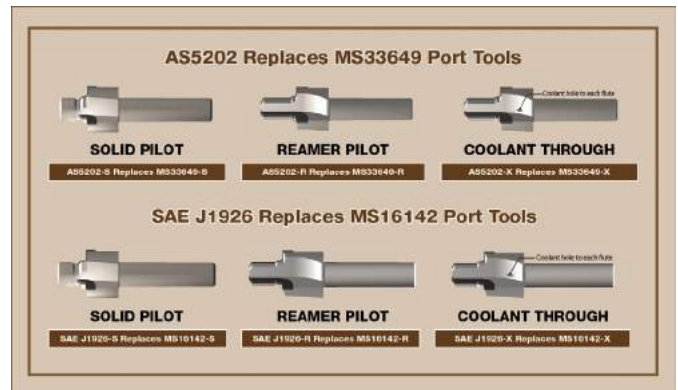 AS5202 Replaces MS33649 Port Tools
Coolant hole to each flute
SOLID PILOT
REAMER PILOT
COOLANT THROUGH
AS5202-S Replaces MS33649-S
AS5202-R Replaces MS33649-R
AS5202-X Replaces MS33649-X
SAE J1926 Replaces MS16142 Port Tools
Coolant hole to each flute
SOLID PILOT
REAMER PILOT
COOLANT THROUGH
SAE J1926-S Replaces MS16142-S
SAE J1926-R Replaces MS16142-R
SAE J1926-X Replaces MS16142-X